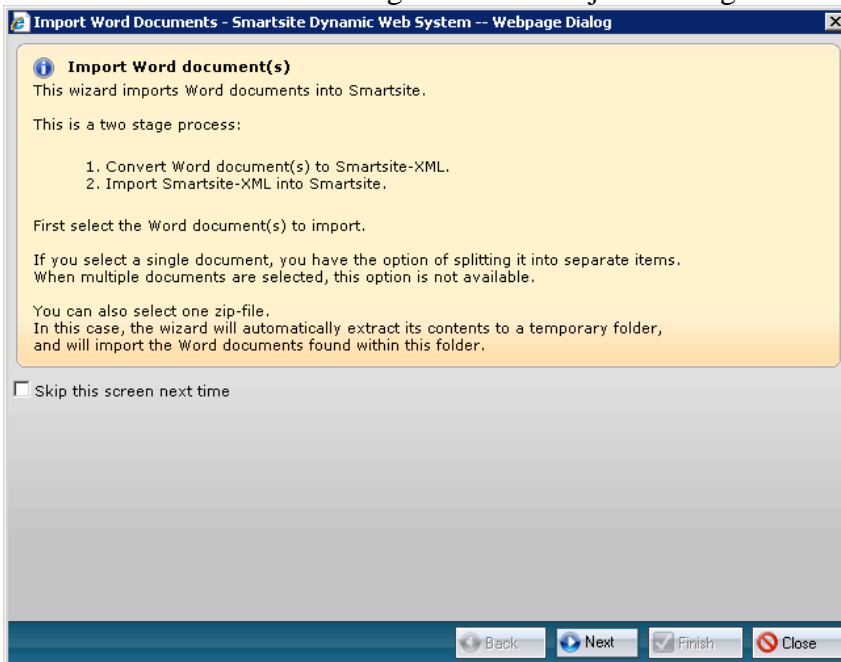 Import Word Documents - Smartsite Dynamic Web System -- Webpage Dialog
Import Word document(s)
This wizard imports Word documents into Smartsite.
This is a two stage process:
1. Convert Word document(s) to Smartsite-XML.
2. Import Smartsite-XML into Smartsite.
First select the Word document(s) to import.
If you select a single document, you have the option of splitting it into separate items.
When multiple documents are selected, this option is not available.
You can also select one zip-file.
In this case, the wizard will automatically extract its contents to a temporary folder,
and will import the Word documents found within this folder.
Skip this screen next time
Back Next Finish Close